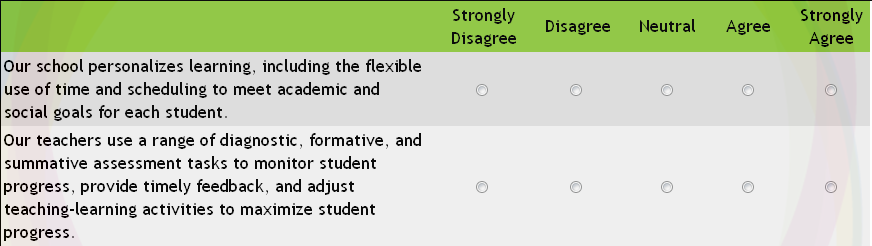 Strongly Disagree Disagree Neutral Agree Strongly Agree
Our school personalizes learning, including the flexible
use of time and scheduling to meet academic and
social goals for each student.
Our teachers use a range of diagnostic, formative, and
summative assessment tasks to monitor student
progress, provide timely feedback, and adjust
teaching-learning activities to maximize student
progress.